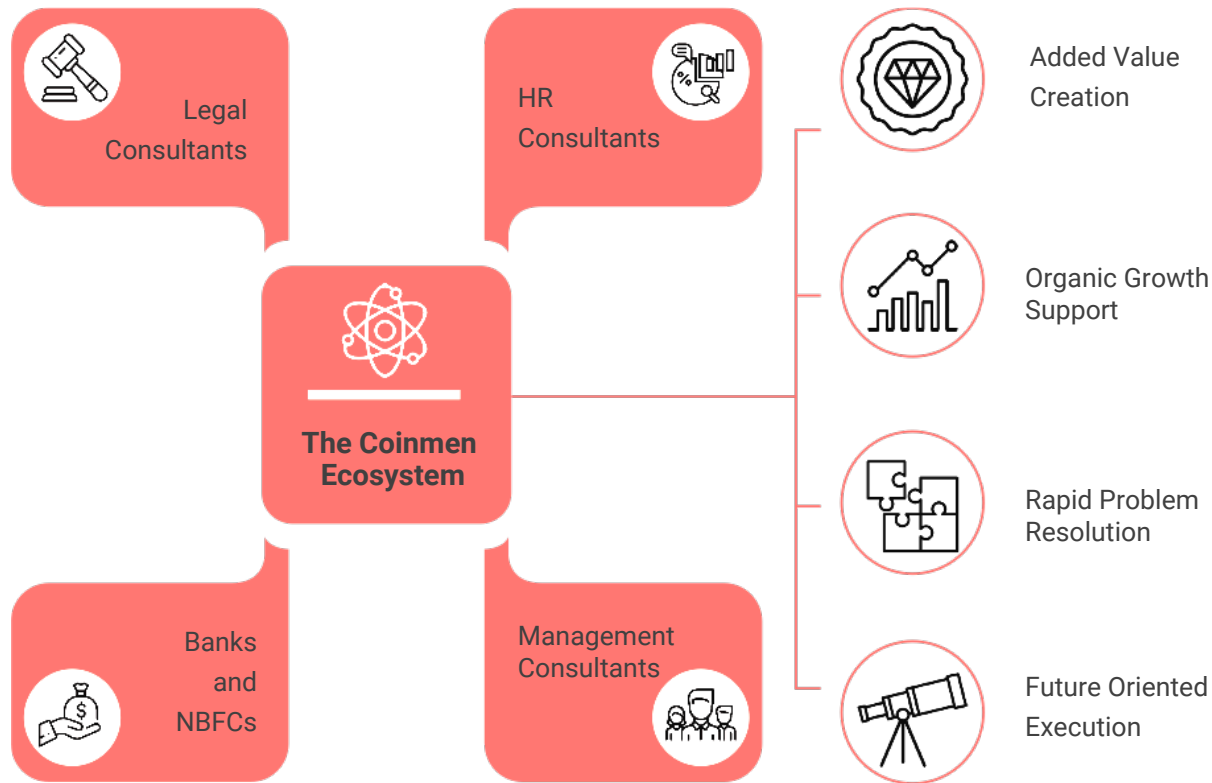 Legal
Consultants
HR
Consultants
The Coinmen
Ecosystem
Banks
and
NBFCs
Management
Consultants
Added Value
Creation
Organic Growth
Support
Rapid Problem
Resolution
Future Oriented
Execution